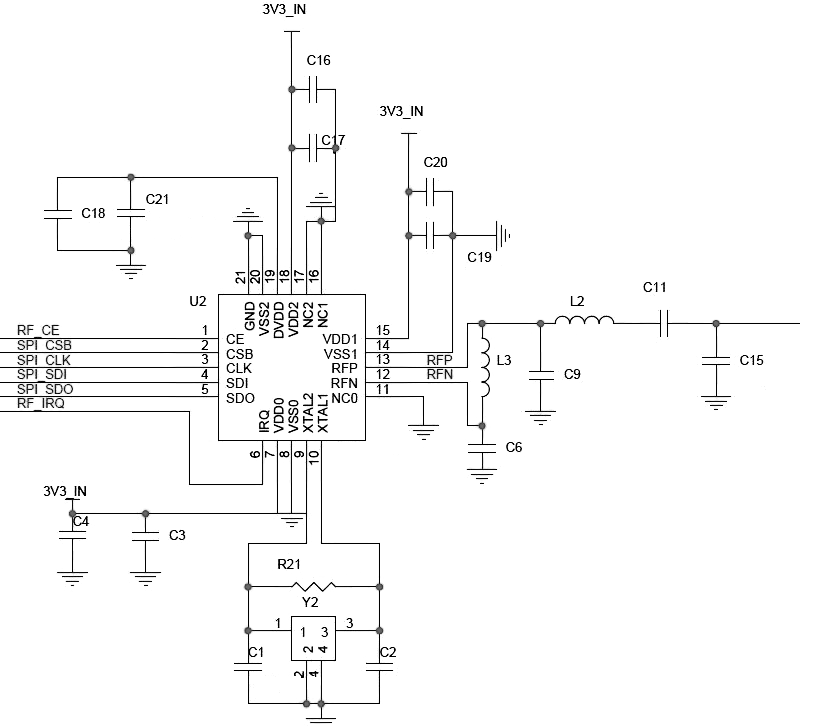 3V3_IN
C16
3V3_IN
C17
C20
C18
C21
C19
21
20
19
18
17
16
U2
GND
VSS2
DVDD
VDD2
NC2
NC1
C11
L2
RF_CE
1
CE
VDD1
15
SPI_CSB
2
CSB
VSS1
14
SPI_CLK
3
CLK
RFP
13
RFP
L3
C15
SPI_SDI
4
SDI
RFN
12
RFN
C9
SPI_SDO
5
SDO
NC0
11
RF_IRQ
IRQ
VDD0
VSS0
XTAL2
XTAL1
C6
6
7
8
9
10
3V3_IN
C4
C3
R21
Y2
1
1
3
3
2
4
C1
C2
2
4